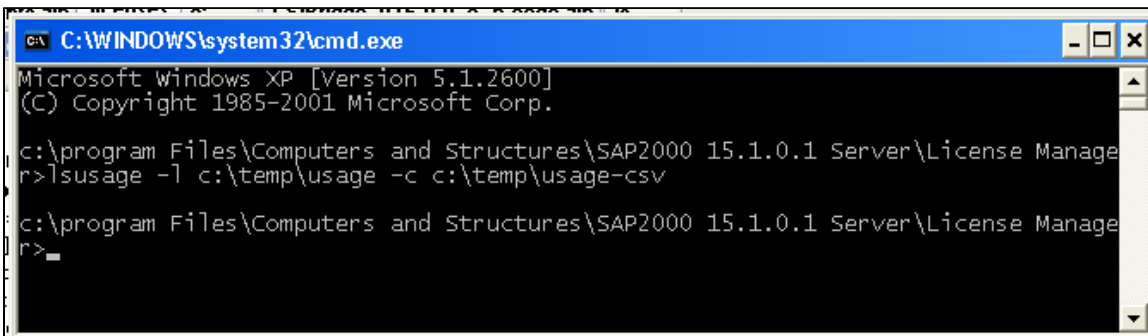 C:\WINDOWS\system32\cmd.exe
Microsoft Windows XP [Version 5.1.2600]
(C) Copyright 1985-2001 Microsoft Corp.
c:\program Files\Computers and Structures\SAP2000 15.1.0.1 Server\License Manage
r>lsusage -l c:\temp\usage -c c:\temp\usage-csv
c:\program Files\Computers and Structures\SAP2000 15.1.0.1 Server\License Manage
r>